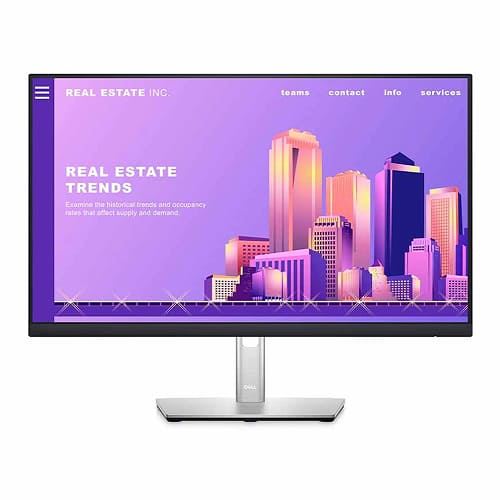 REAL ESTATE INC.
teams contact info services
REAL ESTATE
TRENDS
Examine the historical trends and occupancy
rates that affect supply and demand.
DELL